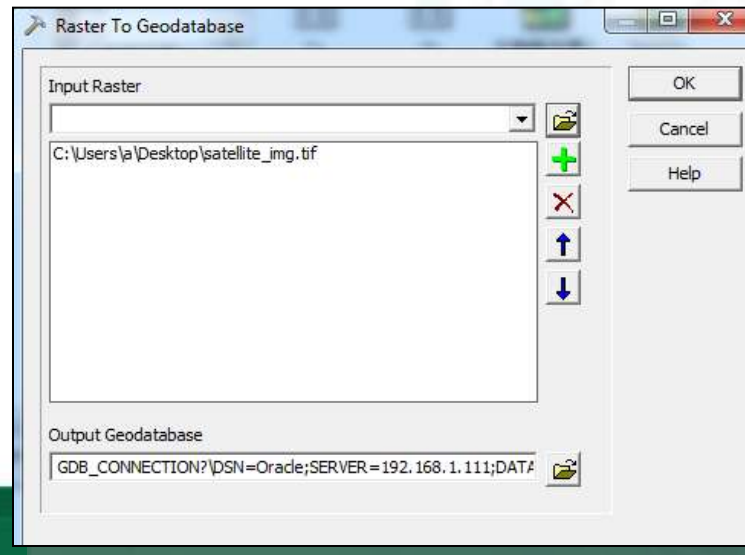 Raster To Geodatabase
Input Raster
C:\Users\a\Desktop\satellite_img.tif
Output Geodatabase
GDB_CONNECTION?\DSN=Oracle;SERVER=192.168.1.111;DATA
OK
Cancel
Help